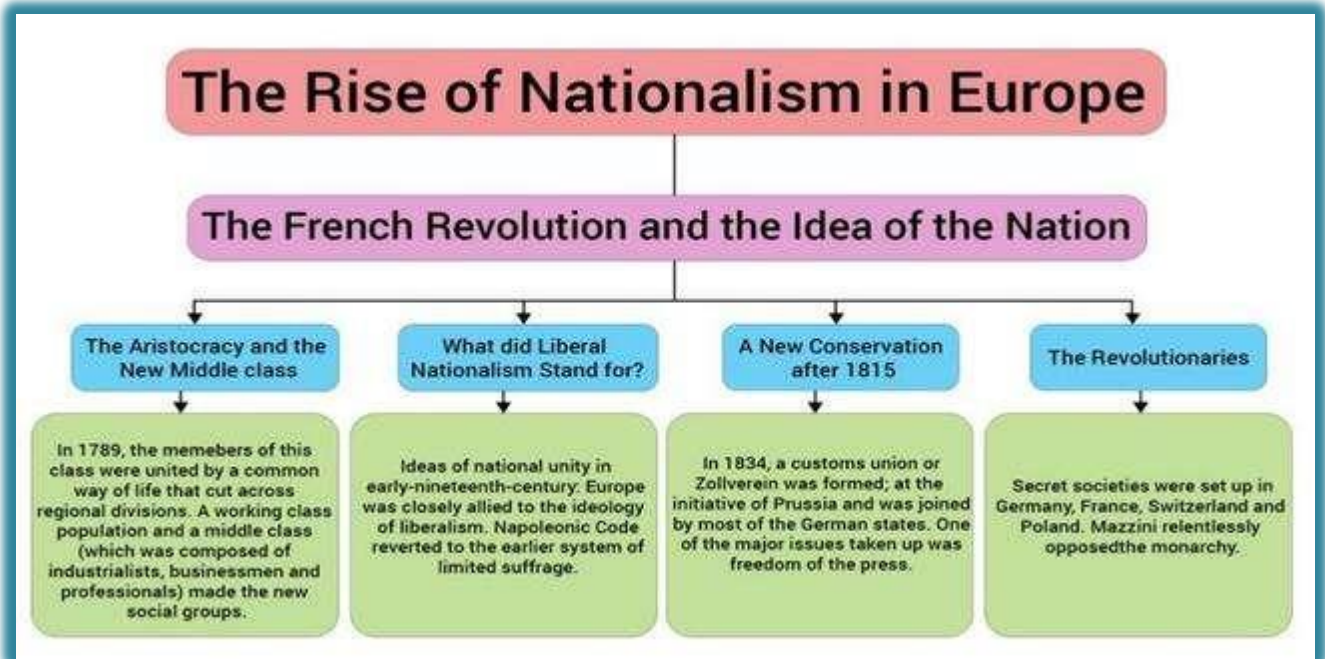 The Rise of Nationalism in Europe
The French Revolution and the Idea of the Nation
The Aristocracy and the
New Middle class
In 1789, the memebers of this
class were united by a common
way of life that cut across
regional divisions. A working class
population and a middle class
(which was composed of
industrialists, businessmen and
professionals) made the new
social groups.
What did Liberal
Nationalism Stand for?
Ideas of national unity in
early-nineteenth-century: Europe
was closely allied to the ideology
of liberalism. Napoleonic Code
reverted to the earlier system of
limited suffrage.
A New Conservation
after 1815
In 1834, a customs union or
Zollverein was formed; at the
initiative of Prussia and was joined
by most of the German states. One
of the major issues taken up was
freedom of the press.
The Revolutionaries
Secret societies were set up in
Germany, France, Switzerland and
Poland. Mazzini relentlessly
opposedthe monarchy.